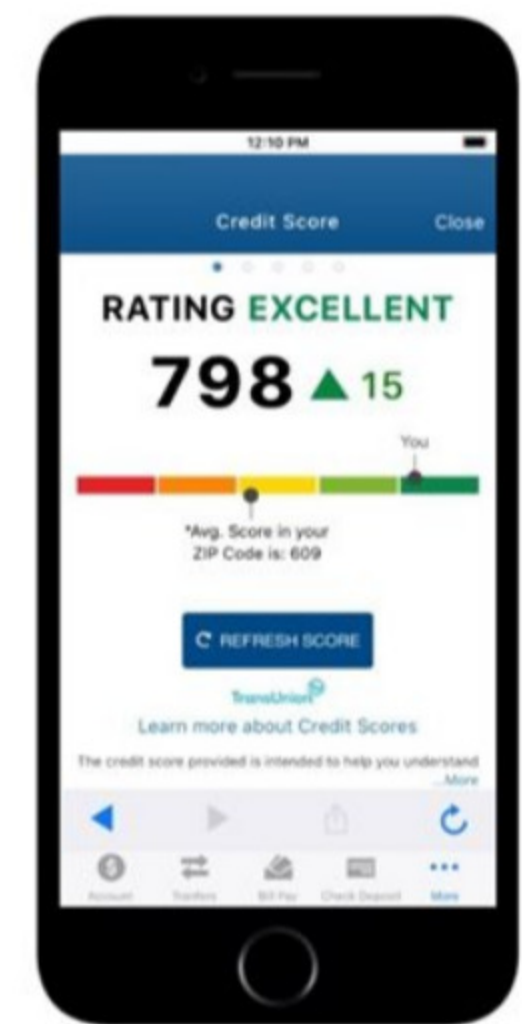 12:10 PM
Credit Score
Close
RATING EXCELLENT
798 ▲ 15
You
*Avg. Score in your
ZIP Code is: 609
REFRESH SCORE
TransUnion
Learn more about Credit Scores
The credit score provided is intended to help you understand
...More
Account
Tranfers
Bill Pay
Check Deposit
More